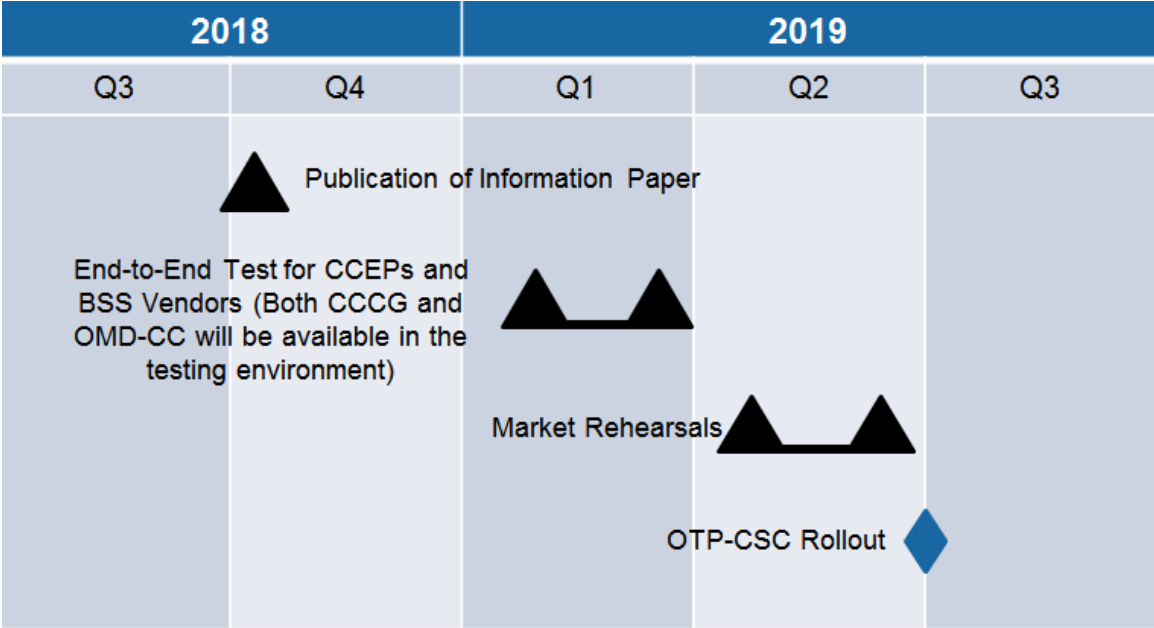 2018 2019
Q3 Q4 Q1 Q2 Q3
Publication of Information Paper
End-to-End Test for CCEPs and
BSS Vendors (Both CCCG and
OMD-CC will be available in the
testing environment)
Market Rehearsals
OTP-CSC Rollout